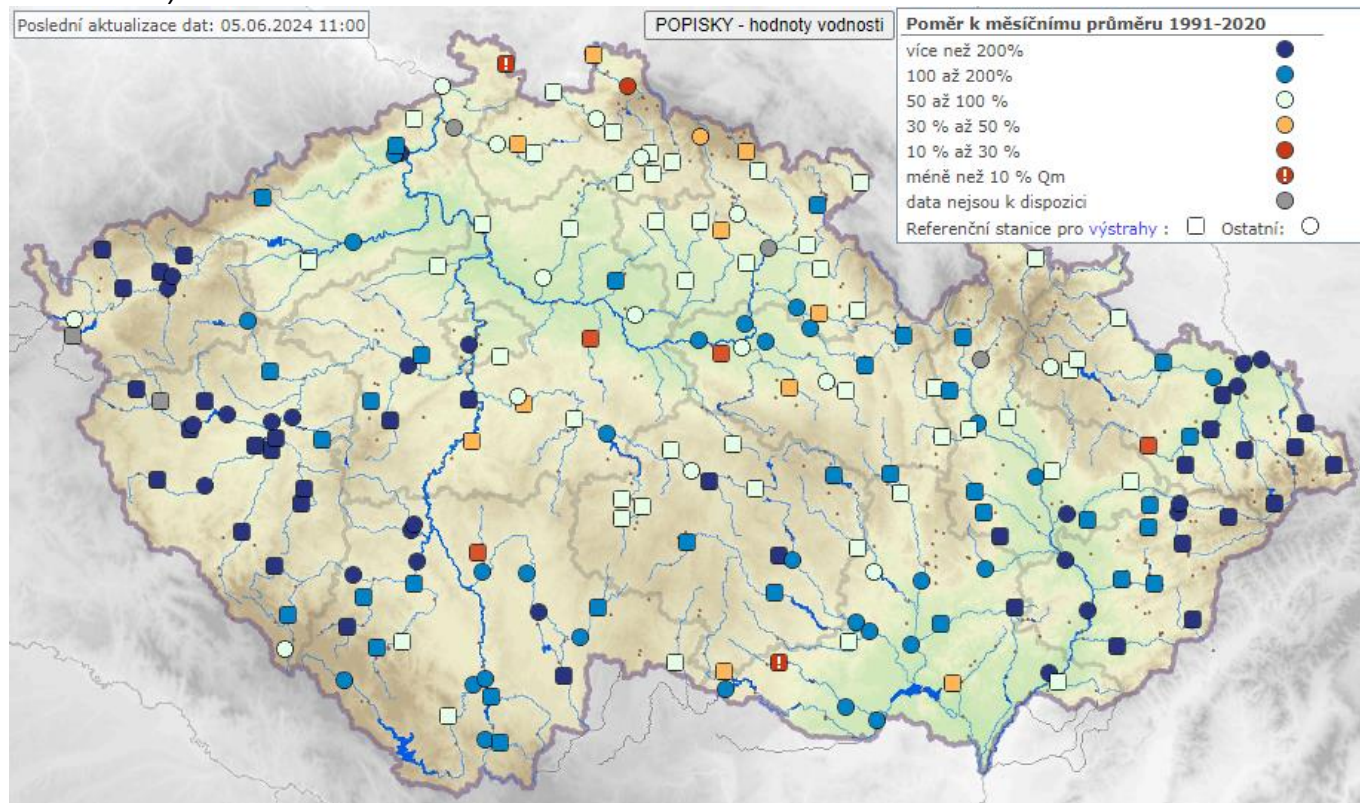 Poslední aktualizace dat: 05.06.2024 11:00
POPISKY - hodnoty vodnosti
Poměr k měsíčnímu průměru 1991-2020
více než 200%
100 až 200%
50 až 100 %
30 % až 50 %
10 % až 30 %
méně než 10 % Qm
data nejsou k dispozici
Referenční stanice pro výstrahy : Ostatní: